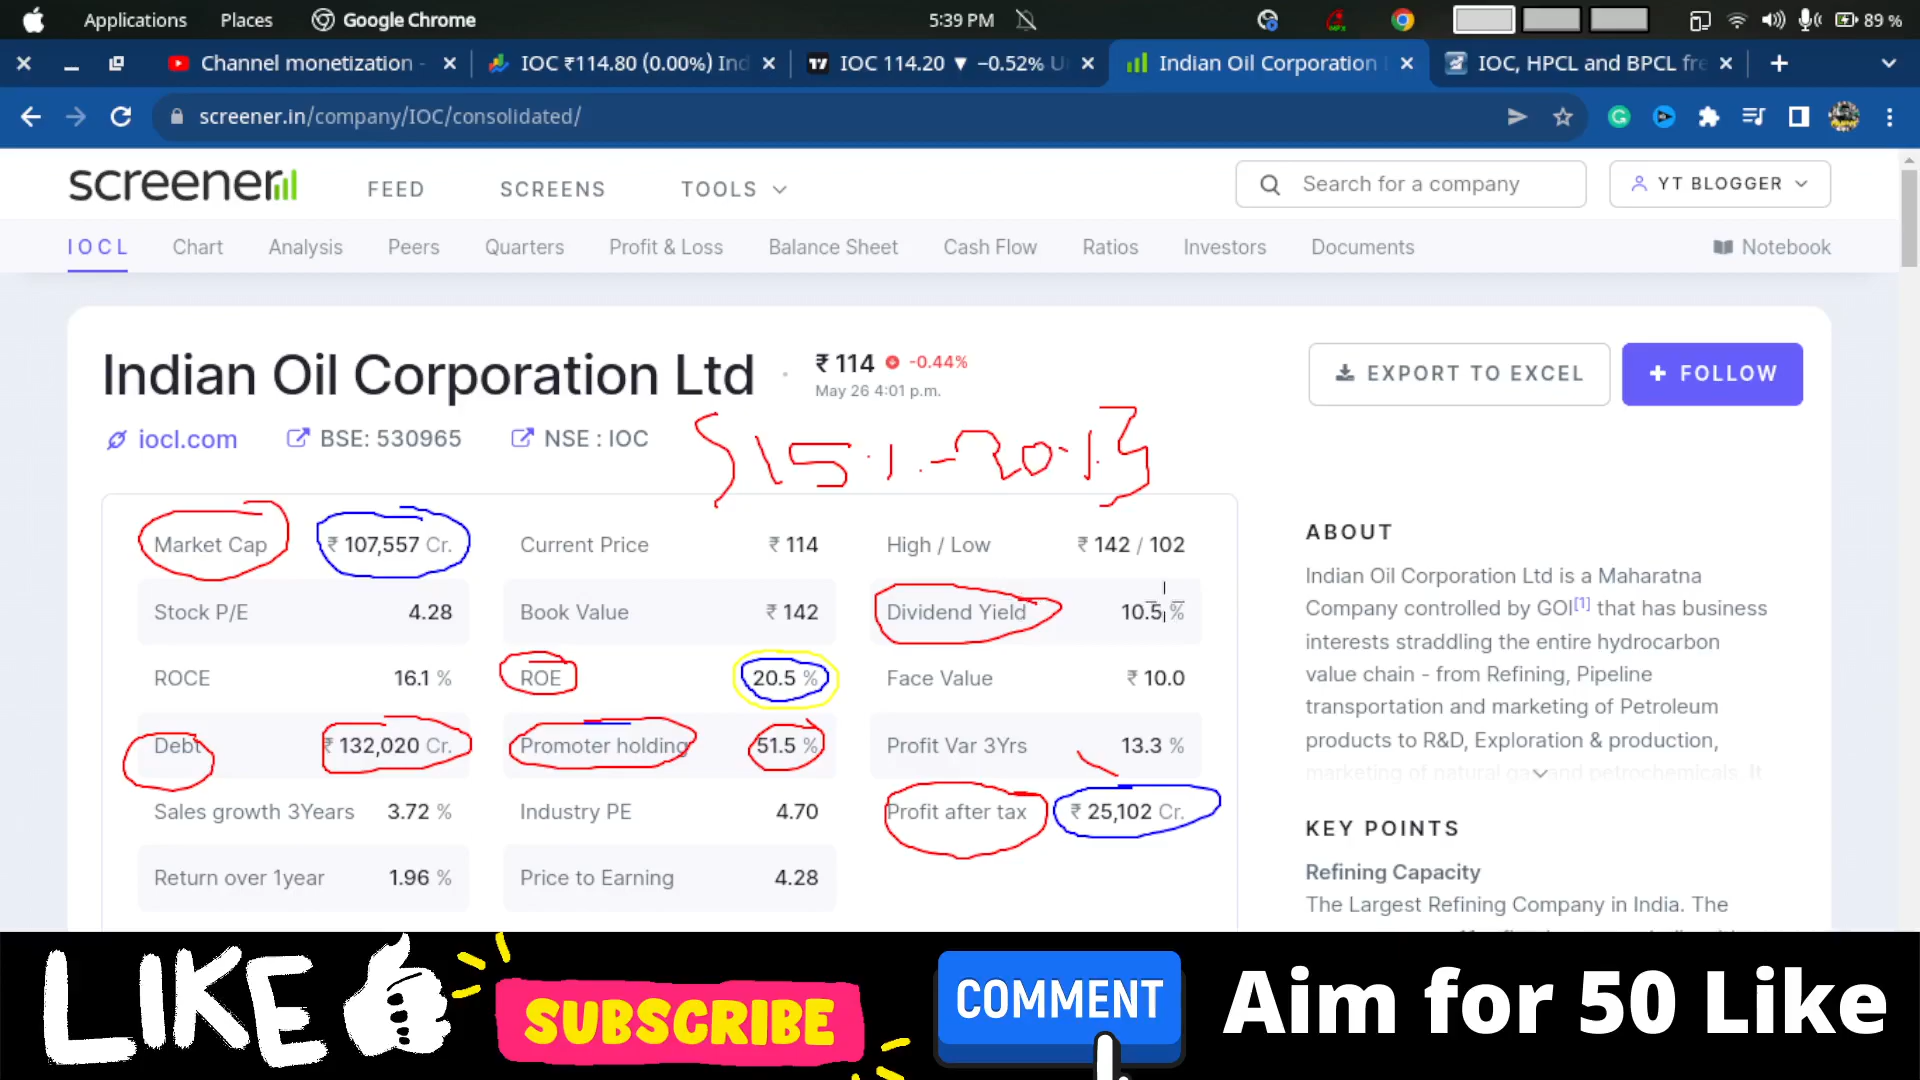 Applications Places Google Chrome 5:39 PM 89 %
Channel monetization - IOC ₹114.80 (0.00%) Ind IOC 114.20 ▼ −0.52% U Indian Oil Corporation IOC, HPCL and BPCL fre
screener.in/company/IOC/consolidated/
screener FEED SCREENS TOOLS Search for a company YT BLOGGER
IOCL Chart Analysis Peers Quarters Profit & Loss Balance Sheet Cash Flow Ratios Investors Documents Notebook
Indian Oil Corporation Ltd ₹ 114 -0.44%
May 26 4:01 p.m.
EXPORT TO EXCEL + FOLLOW
iocl.com BSE: 530965 NSE : IOC
15%-20%
Market Cap ₹ 107,557 Cr. Current Price ₹ 114 High / Low ₹ 142 / 102
Stock P/E 4.28 Book Value ₹ 142 Dividend Yield 10.5 %
ROCE 16.1 % ROE 20.5 % Face Value ₹ 10.0
Debt ₹ 132,020 Cr. Promoter holding 51.5 % Profit Var 3Yrs 13.3 %
Sales growth 3Years 3.72 % Industry PE 4.70 Profit after tax ₹ 25,102 Cr.
Return over 1year 1.96 % Price to Earning 4.28
ABOUT
Indian Oil Corporation Ltd is a Maharatna
Company controlled by GOI[1] that has business
interests straddling the entire hydrocarbon
value chain - from Refining, Pipeline
transportation and marketing of Petroleum
products to R&D, Exploration & production,
marketing of natural gas and petrochemicals. It
KEY POINTS
Refining Capacity
The Largest Refining Company in India. The
LIKE SUBSCRIBE COMMENT Aim for 50 Like